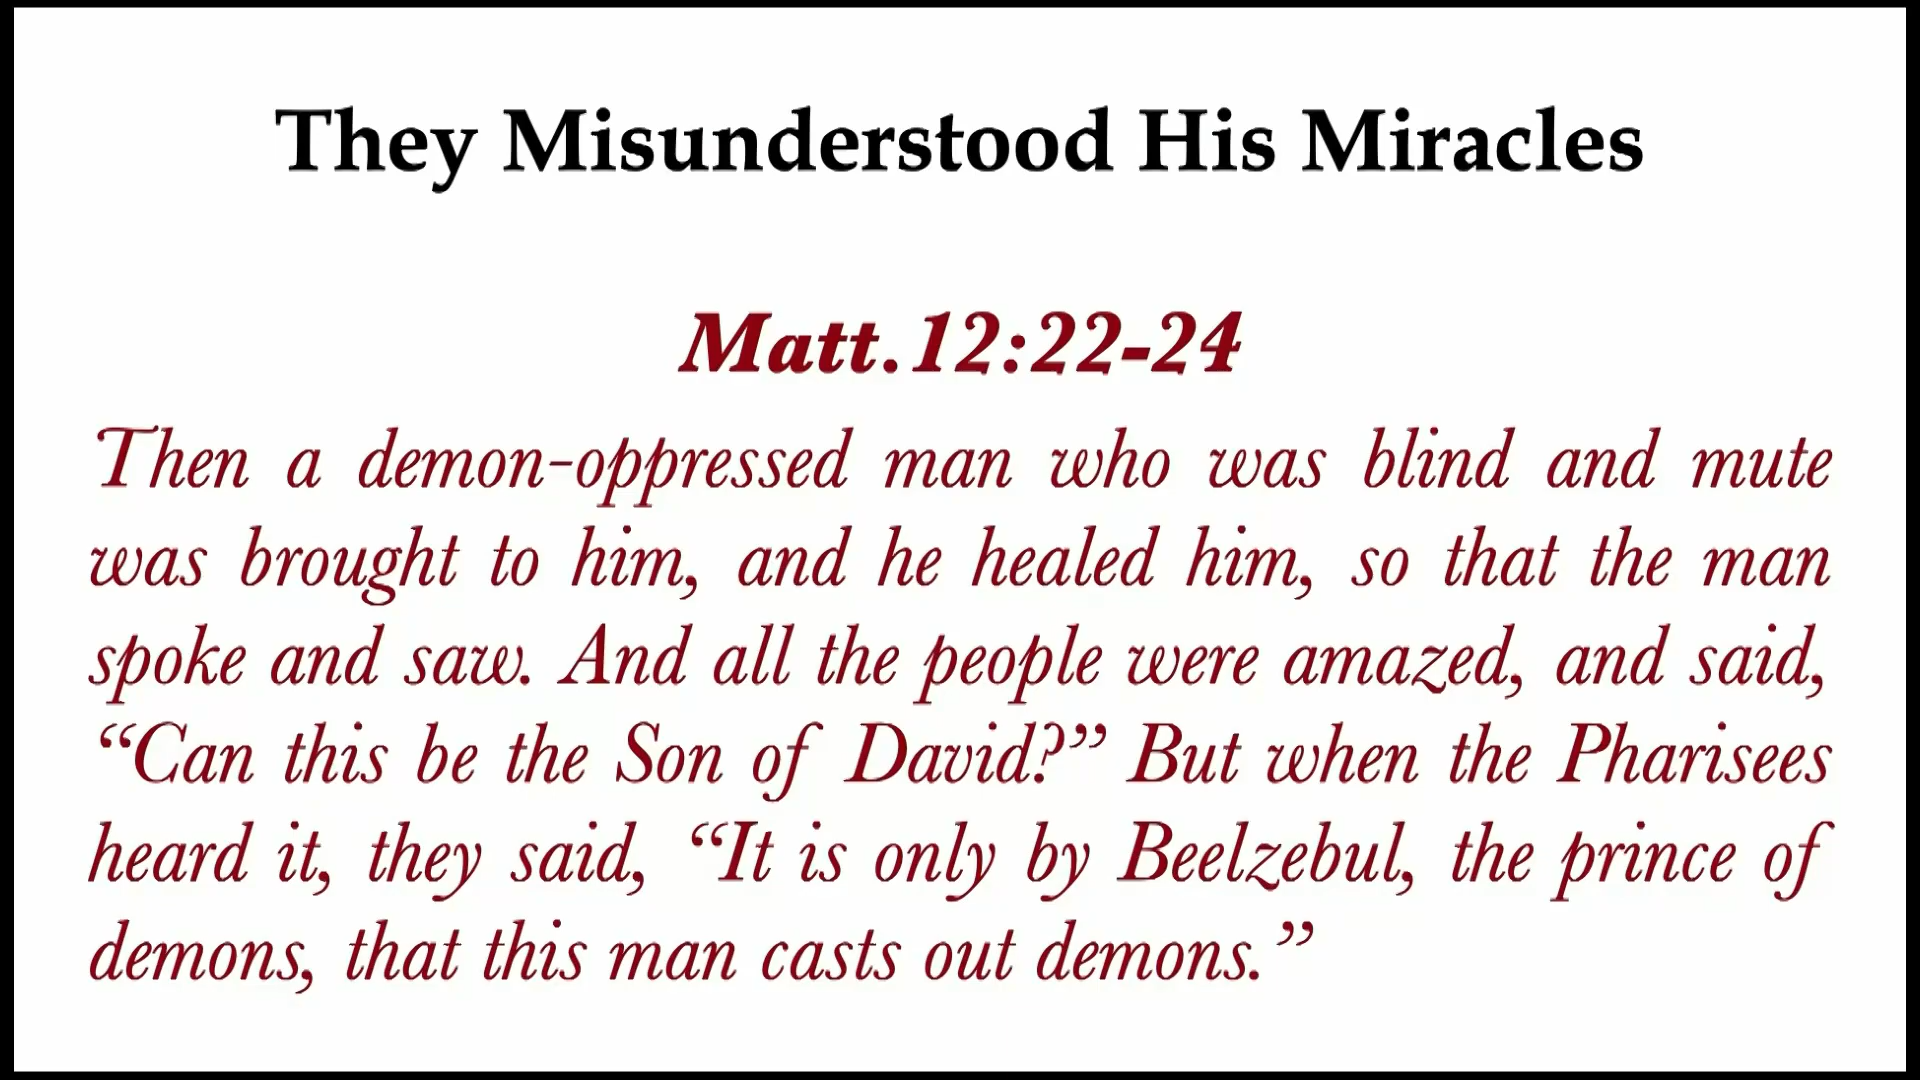 They Misunderstood His Miracles
Matt.12:22-24
Then a demon-oppressed man who was blind and mute
was brought to him, and he healed him, so that the man
spoke and saw. And all the people were amazed, and said,
“Can this be the Son of David?” But when the Pharisees
heard it, they said, “It is only by Beelzebul, the prince of
demons, that this man casts out demons.”